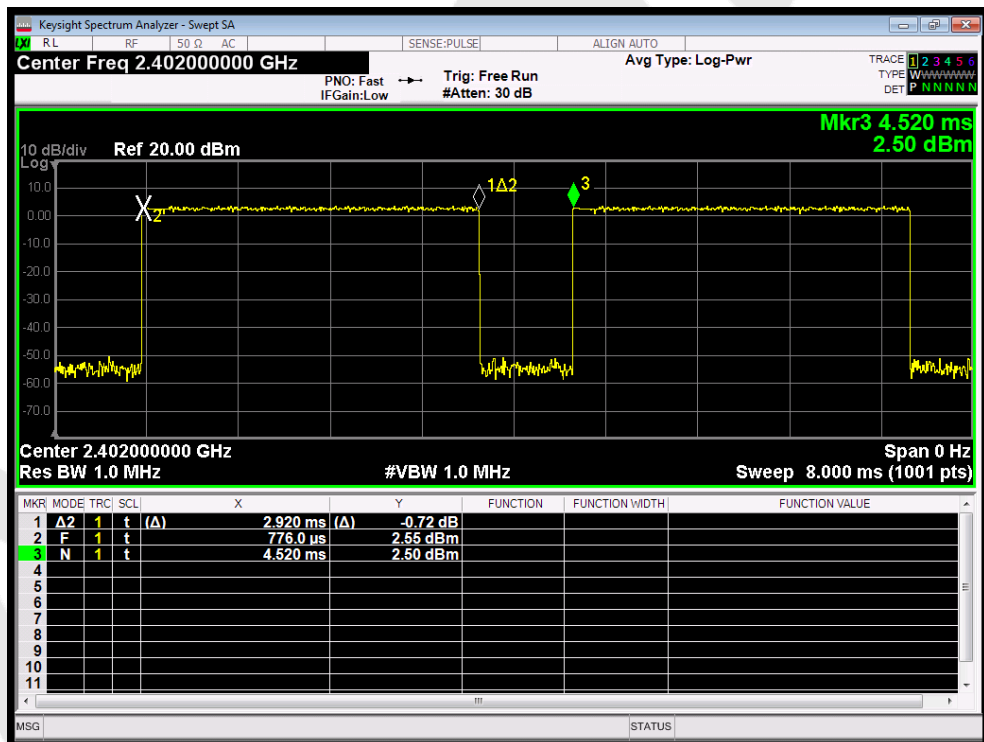 Keysight Spectrum Analyzer - Swept SA
LXI RL RF 50 Ω AC SENSE:PULSE ALIGN AUTO
Center Freq 2.402000000 GHz
PNO: Fast
IFGain:Low
Trig: Free Run
#Atten: 30 dB
Avg Type: Log-Pwr
TRACE 1 2 3 4 5 6
TYPE WWWWWW
DET P N N N N N
Mkr3 4.520 ms
2.50 dBm
10 dB/div Ref 20.00 dBm
Log
10.0
0.00
-10.0
-20.0
-30.0
-40.0
-50.0
-60.0
-70.0
X2
1Δ2
3
Center 2.402000000 GHz Span 0 Hz
Res BW 1.0 MHz #VBW 1.0 MHz Sweep 8.000 ms (1001 pts)
MKR MODE TRC SCL X Y FUNCTION FUNCTION WIDTH FUNCTION VALUE
1 Δ2 1 t (Δ) 2.920 ms (Δ) -0.72 dB
2 F 1 t 776.0 µs 2.55 dBm
3 N 1 t 4.520 ms 2.50 dBm
4
5
6
7
8
9
10
11
MSG STATUS